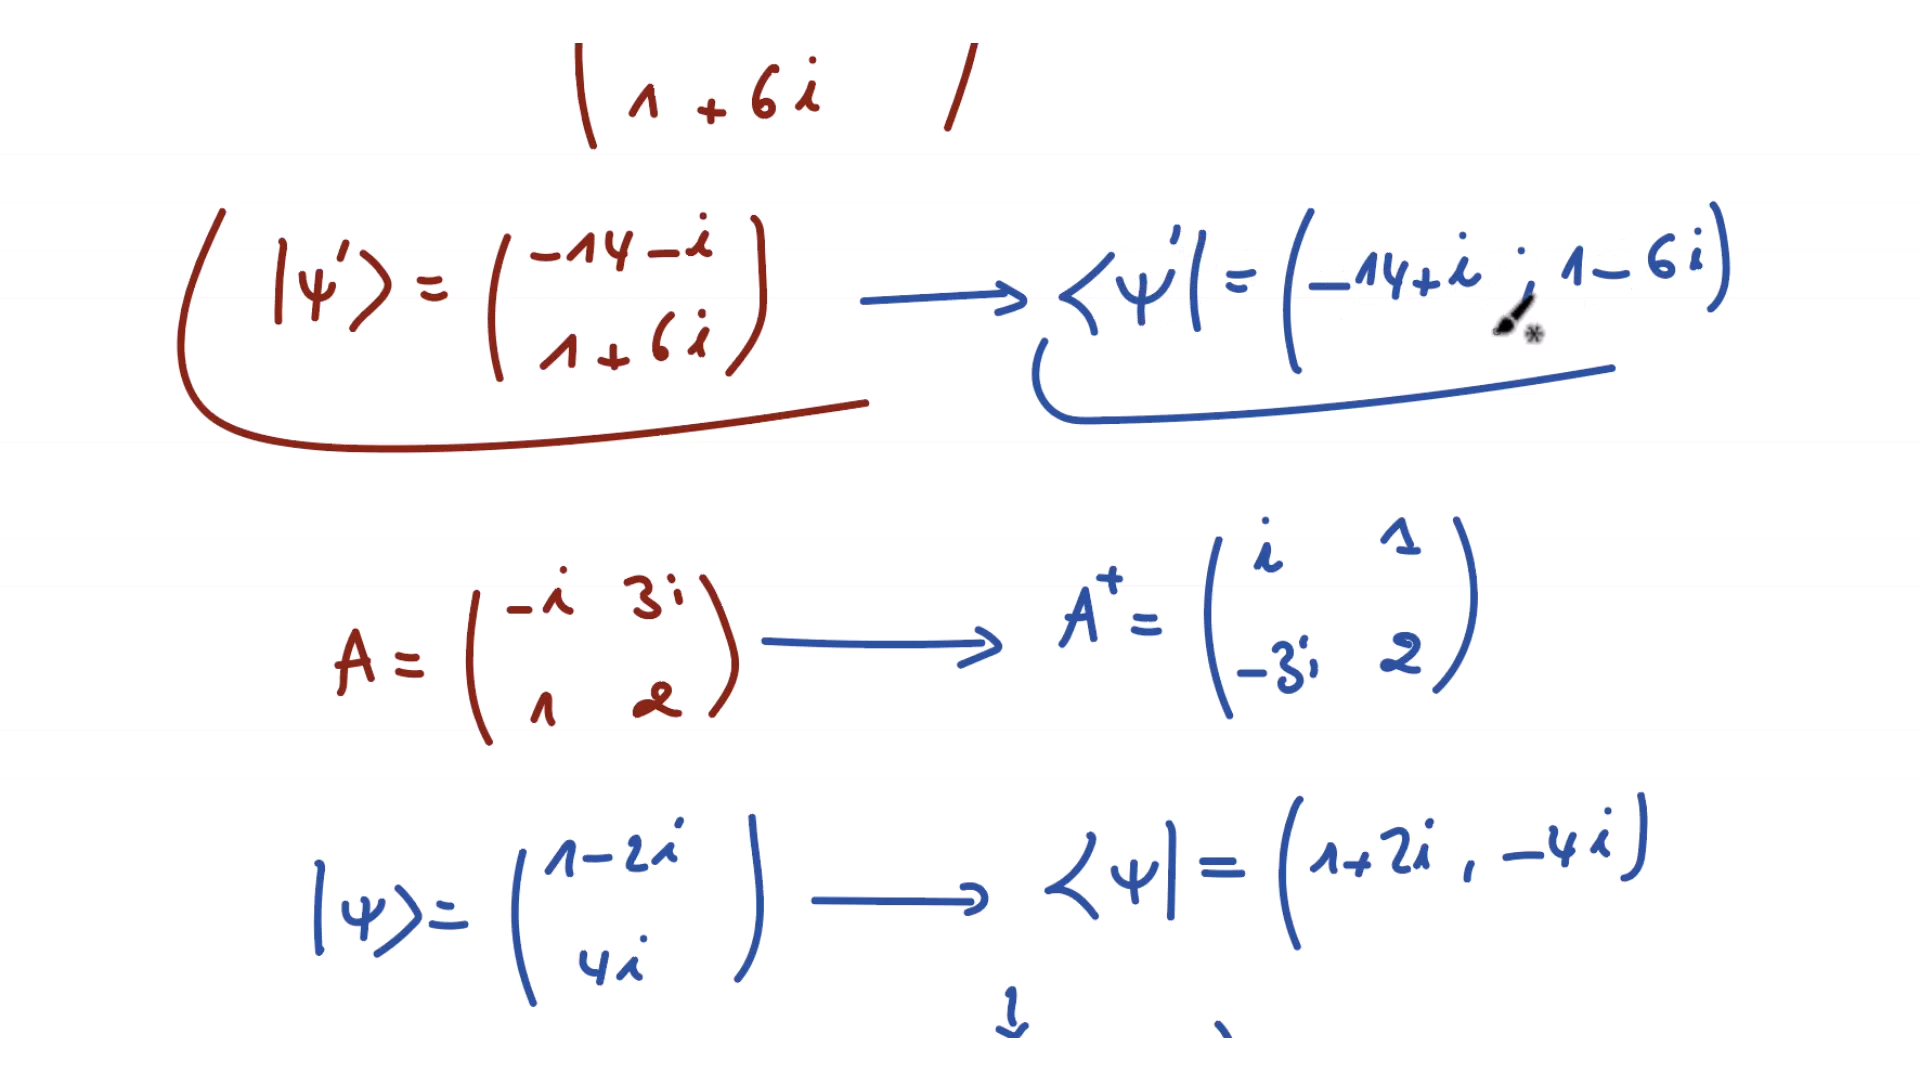 1 + 6i
|ψ'⟩ = ( -14 - i ; 1 + 6i ) ⟶ ⟨ψ'| = ( -14 + i ; 1 - 6i )
A = ( -i 3i ; 1 2 ) ⟶ A⁺ = ( i 1 ; -3i 2 )
|ψ⟩ = ( 1 - 2i ; 4i ) ⟶ ⟨ψ| = ( 1 + 2i , -4i )